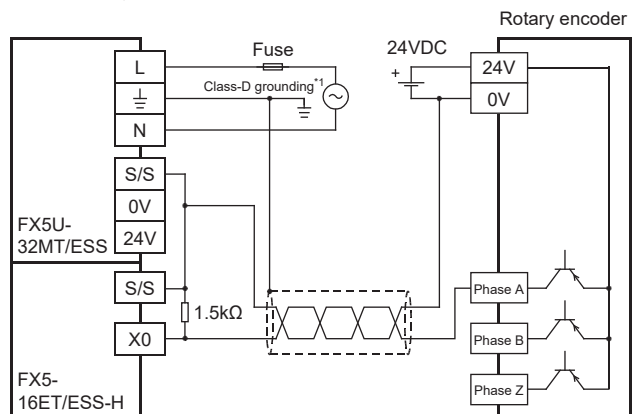 Rotary encoder
Fuse
24VDC
+
L
24V
Class-D grounding*1
0V
N
S/S
0V
FX5U-
32MT/ESS
24V
S/S
Phase A
1.5kΩ
X0
Phase B
FX5-
16ET/ESS-H
Phase Z